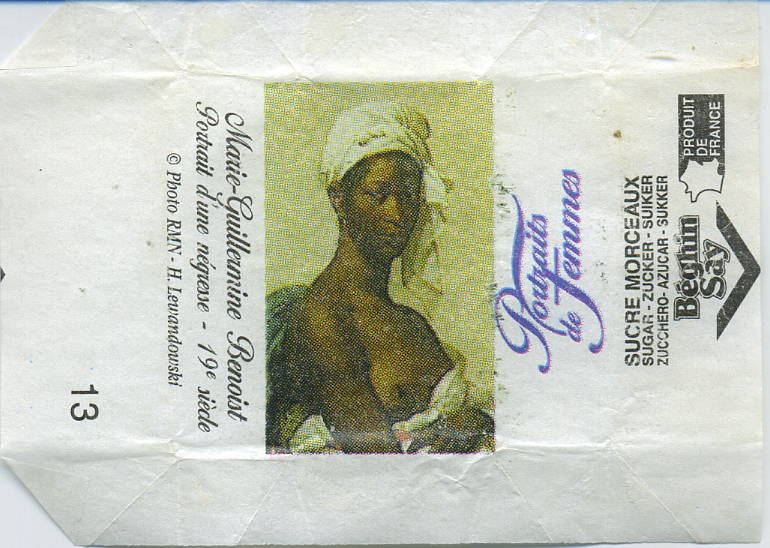 PRODUIT
DE
FRANCE
Béghin
Say
SUCRE MORCEAUX
SUGAR - ZUCKER - SUIKER
ZUCCHERO - AZUCAR - SUKKER
Portraits
de Femmes
Marie-Guillermine Benoist
Portrait d'une négresse - 19e siècle
© Photo RMN - H. Lewandowski
13